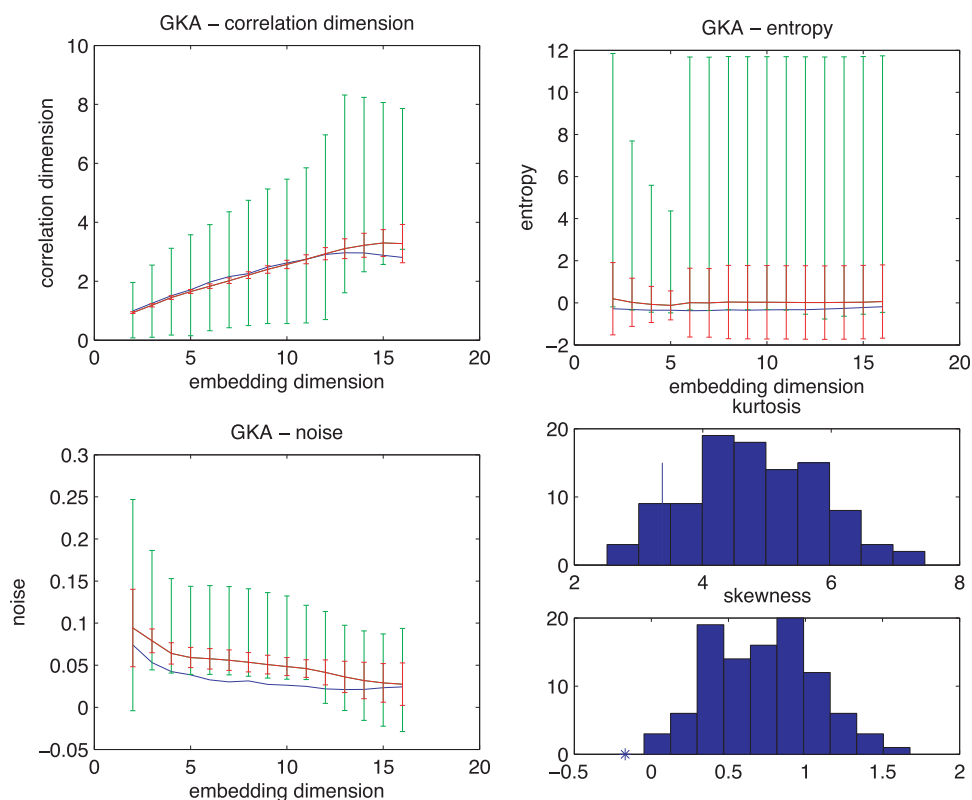 GKA – correlation dimension
10
8
6
4
2
0
0 5 10 15 20
correlation dimension
embedding dimension
GKA – entropy
12
10
8
6
4
2
0
−2
0 5 10 15 20
entropy
embedding dimension
GKA – noise
0.3
0.25
0.2
0.15
0.1
0.05
0
−0.05
0 5 10 15 20
noise
embedding dimension
kurtosis
20
10
0
2 4 6 8
skewness
20
10
0
−0.5 0 0.5 1 1.5 2